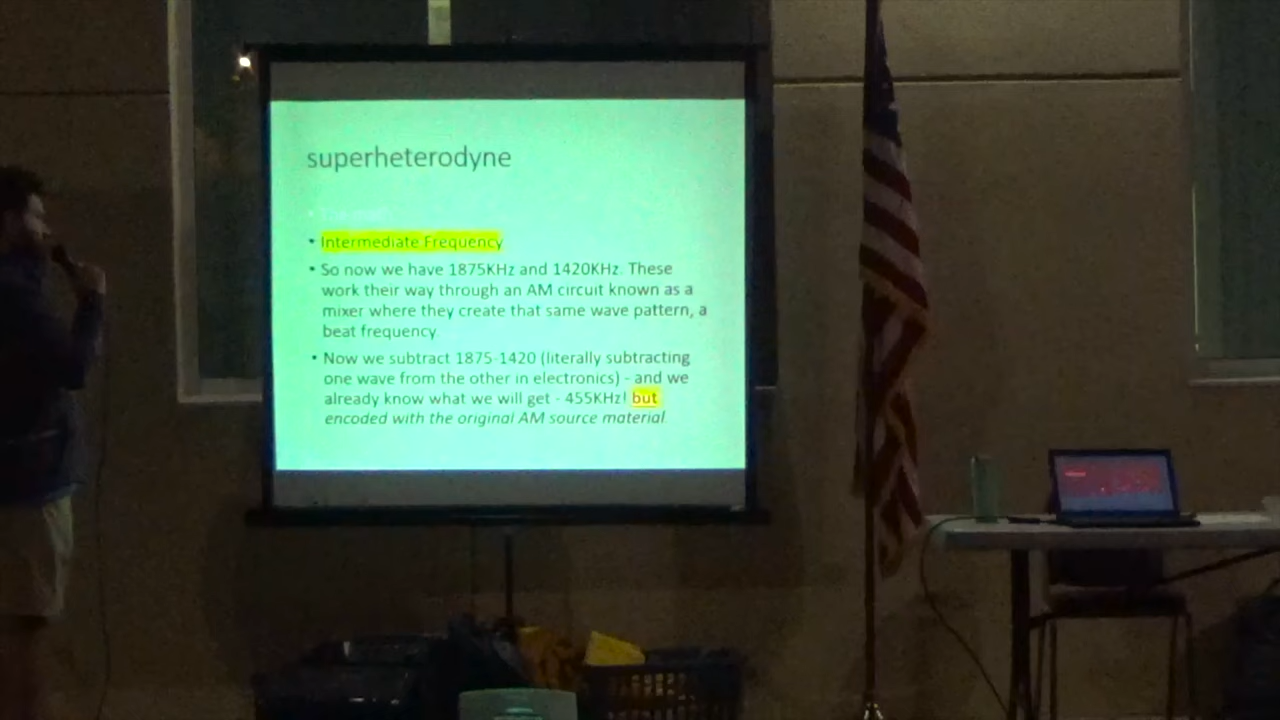 superheterodyne
• The math
• Intermediate Frequency
• So now we have 1875KHz and 1420KHz. These
work their way through an AM circuit known as a
mixer where they create that same wave pattern, a
beat frequency.
• Now we subtract 1875-1420 (literally subtracting
one wave from the other in electronics) - and we
already know what we will get - 455KHz! but
encoded with the original AM source material.